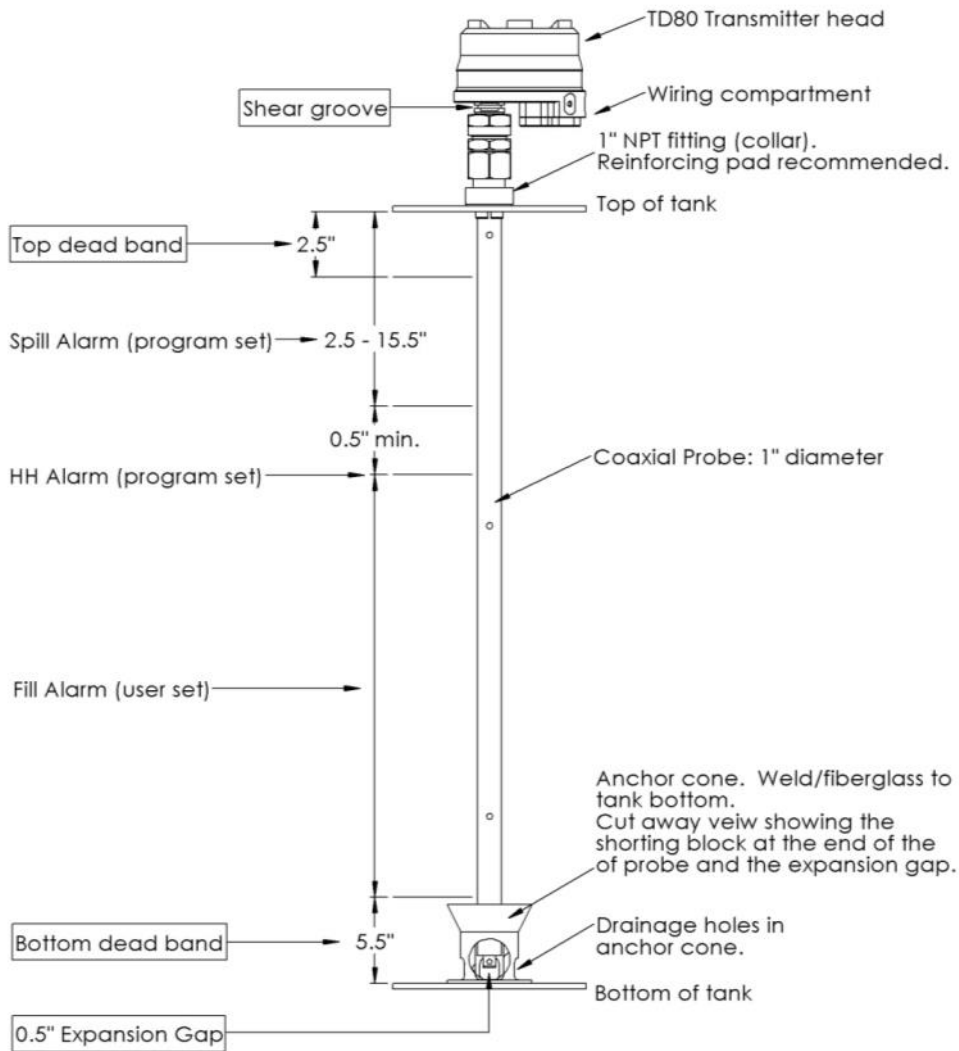 TD80 Transmitter head
Shear groove
Wiring compartment
1" NPT fitting (collar).
Reinforcing pad recommended.
Top of tank
Top dead band
2.5"
Spill Alarm (program set)
2.5 - 15.5"
0.5" min.
HH Alarm (program set)
Coaxial Probe: 1" diameter
Fill Alarm (user set)
Anchor cone. Weld/fiberglass to
tank bottom.
Cut away veiw showing the
shorting block at the end of the
of probe and the expansion gap.
Bottom dead band
5.5"
Drainage holes in
anchor cone.
Bottom of tank
0.5" Expansion Gap